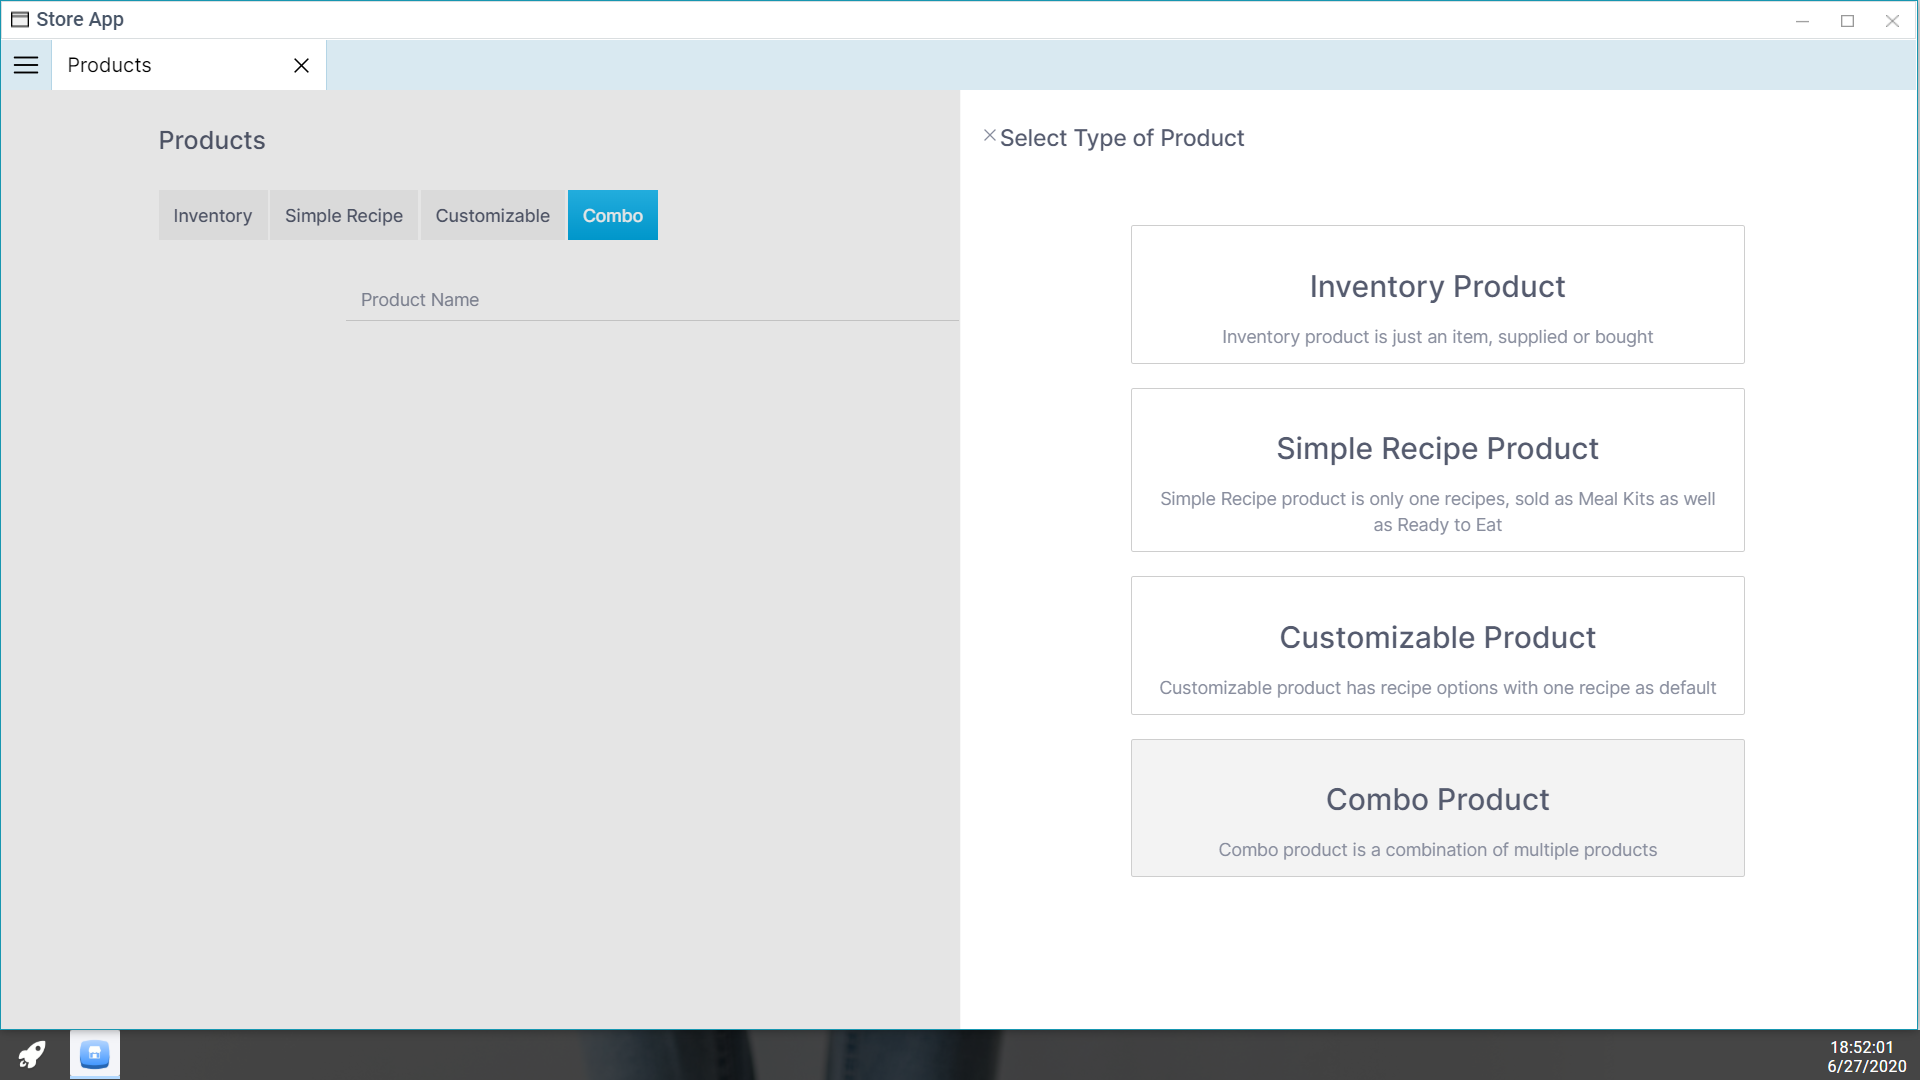 Store App
Products
Products
Inventory
Simple Recipe
Customizable
Combo
Product Name
Select Type of Product
Inventory Product
Inventory product is just an item, supplied or bought
Simple Recipe Product
Simple Recipe product is only one recipes, sold as Meal Kits as well
as Ready to Eat
Customizable Product
Customizable product has recipe options with one recipe as default
Combo Product
Combo product is a combination of multiple products
18:52:01
6/27/2020